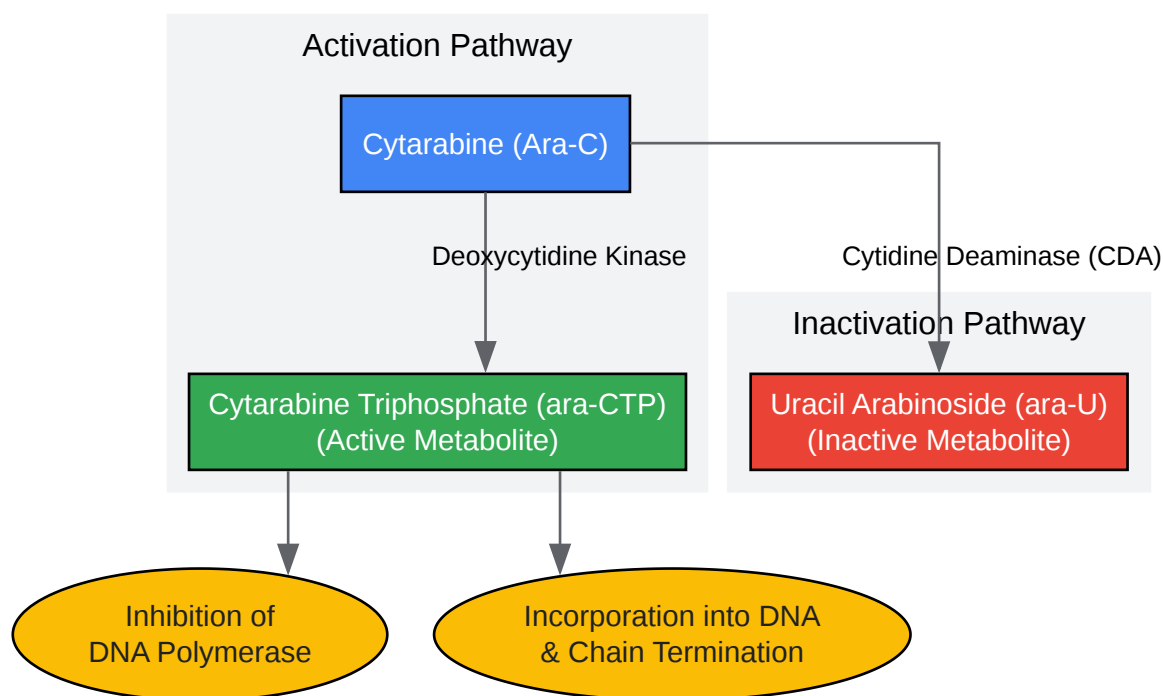 Activation Pathway
Cytarabine (Ara-C)
Deoxycytidine Kinase
Cytidine Deaminase (CDA)
Inactivation Pathway
Cytarabine Triphosphate (ara-CTP)
(Active Metabolite)
Uracil Arabinoside (ara-U)
(Inactive Metabolite)
Inhibition of
DNA Polymerase
Incorporation into DNA
& Chain Termination